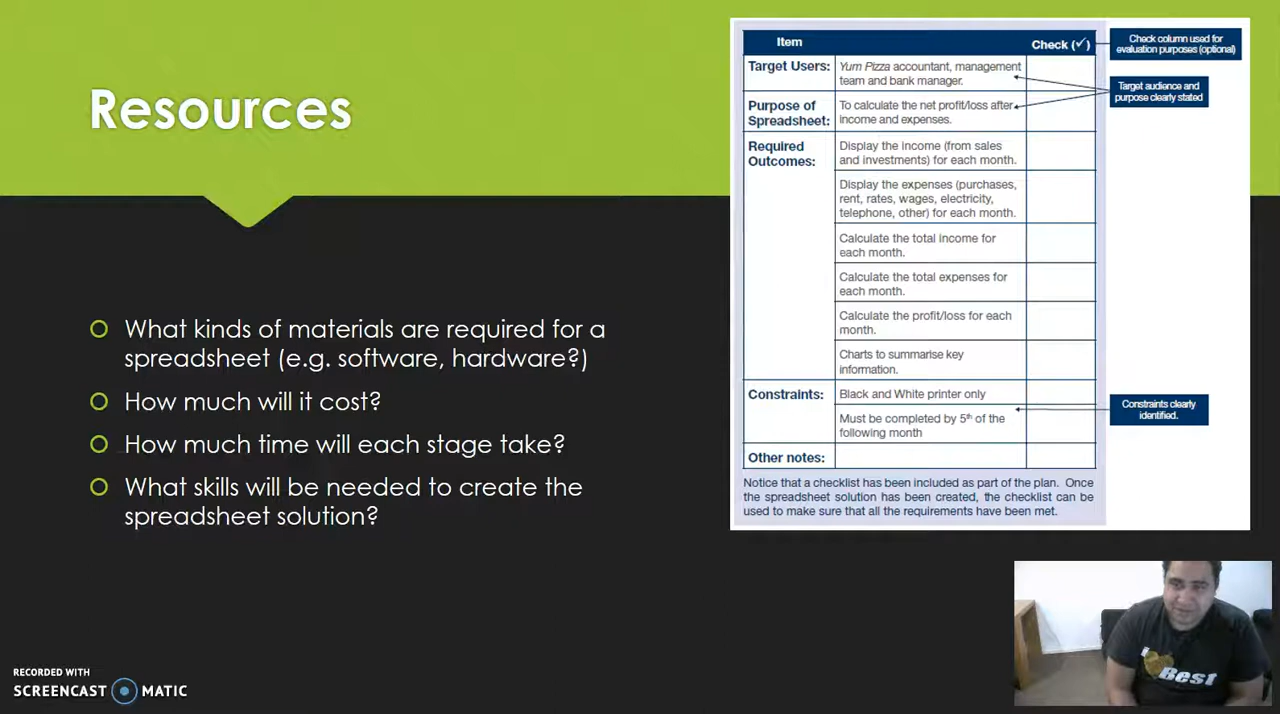 Resources
What kinds of materials are required for a
spreadsheet (e.g. software, hardware?)
How much will it cost?
How much time will each stage take?
What skills will be needed to create the
spreadsheet solution?
Item Check (✓)
Target Users: Yum Pizza accountant, management
team and bank manager.
Purpose of To calculate the net profit/loss after
Spreadsheet: income and expenses.
Required Display the income (from sales
Outcomes: and investments) for each month.
Display the expenses (purchases,
rent, rates, wages, electricity,
telephone, other) for each month.
Calculate the total income for
each month.
Calculate the total expenses for
each month.
Calculate the profit/loss for each
month.
Charts to summarise key
information.
Constraints: Black and White printer only
Must be completed by 5th of the
following month
Other notes:
Notice that a checklist has been included as part of the plan. Once
the spreadsheet solution has been created, the checklist can be
used to make sure that all the requirements have been met.
Check column used for
evaluation purposes (optional)
Target audience and
purpose clearly stated
Constraints clearly
identified.
I
Best
RECORDED WITH
SCREENCAST MATIC